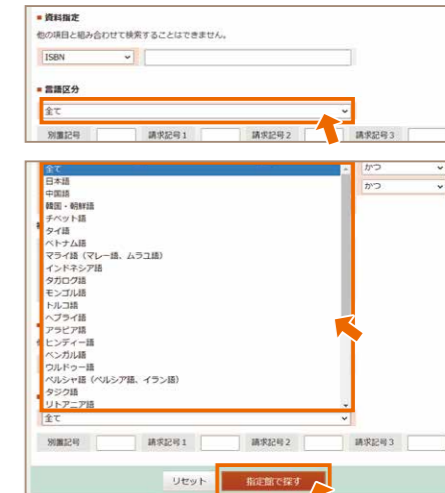 ■ 資料指定
他の項目と組み合わせて検索することはできません。
ISBN
■ 言語区分
全て
別置記号 請求記号1 請求記号2 請求記号3
全て
かつ
日本語
かつ
中国語
韓国・朝鮮語
チベット語
タイ語
ベトナム語
マライ語（マレー語、ムラユ語）
インドネシア語
タガログ語
モンゴル語
トルコ語
ヘブライ語
アラビア語
ヒンディー語
ベンガル語
ウルドゥー語
ペルシャ語（ペルシア語、イラン語）
タジク語
リトアニア語
全て
別置記号 請求記号1 請求記号2 請求記号3
リセット 指定館で探す